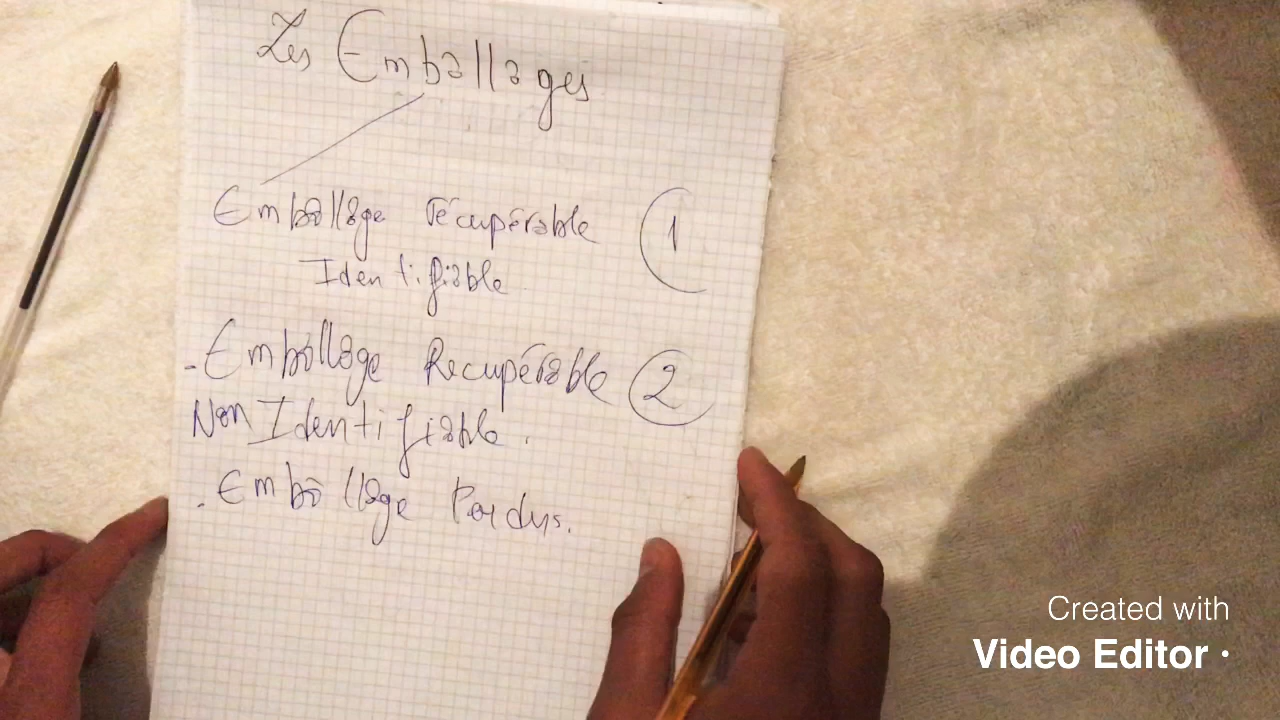 Les Emballages
Emballage récupérable 1
Identifiable
- Emballage Recupérable 2
Non Identifiable.
. Emballage Perdus.
Created with
Video Editor